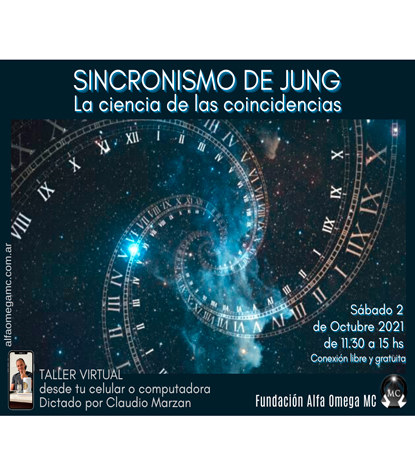 SINCRONISMO DE JUNG
La ciencia de las coincidencias
alfaomegamc.com.ar
Sábado 2
de Octubre 2021
de 11.30 a 15 hs
Conexión libre y gratüita
TALLER VIRTUAL
desde tu celular o computadora
Dictado por Claudio Marzan
Fundación Alfa Omega MC
MC